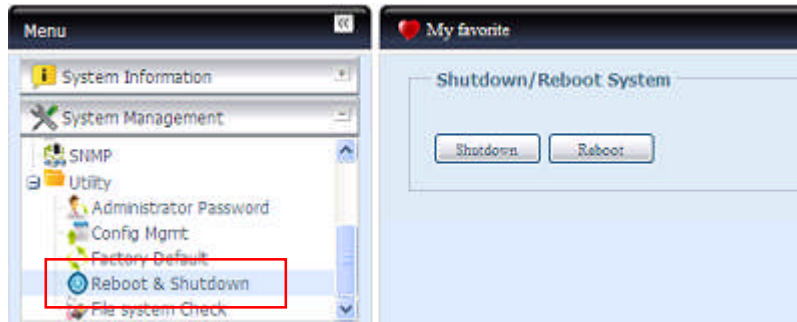 Menu
My favorite
System Information
System Management
SNMP
Utility
Administrator Password
Config Mgmt
Factory Default
Reboot & Shutdown
File system Check
Shutdown/Reboot System
Shutdown
Reboot